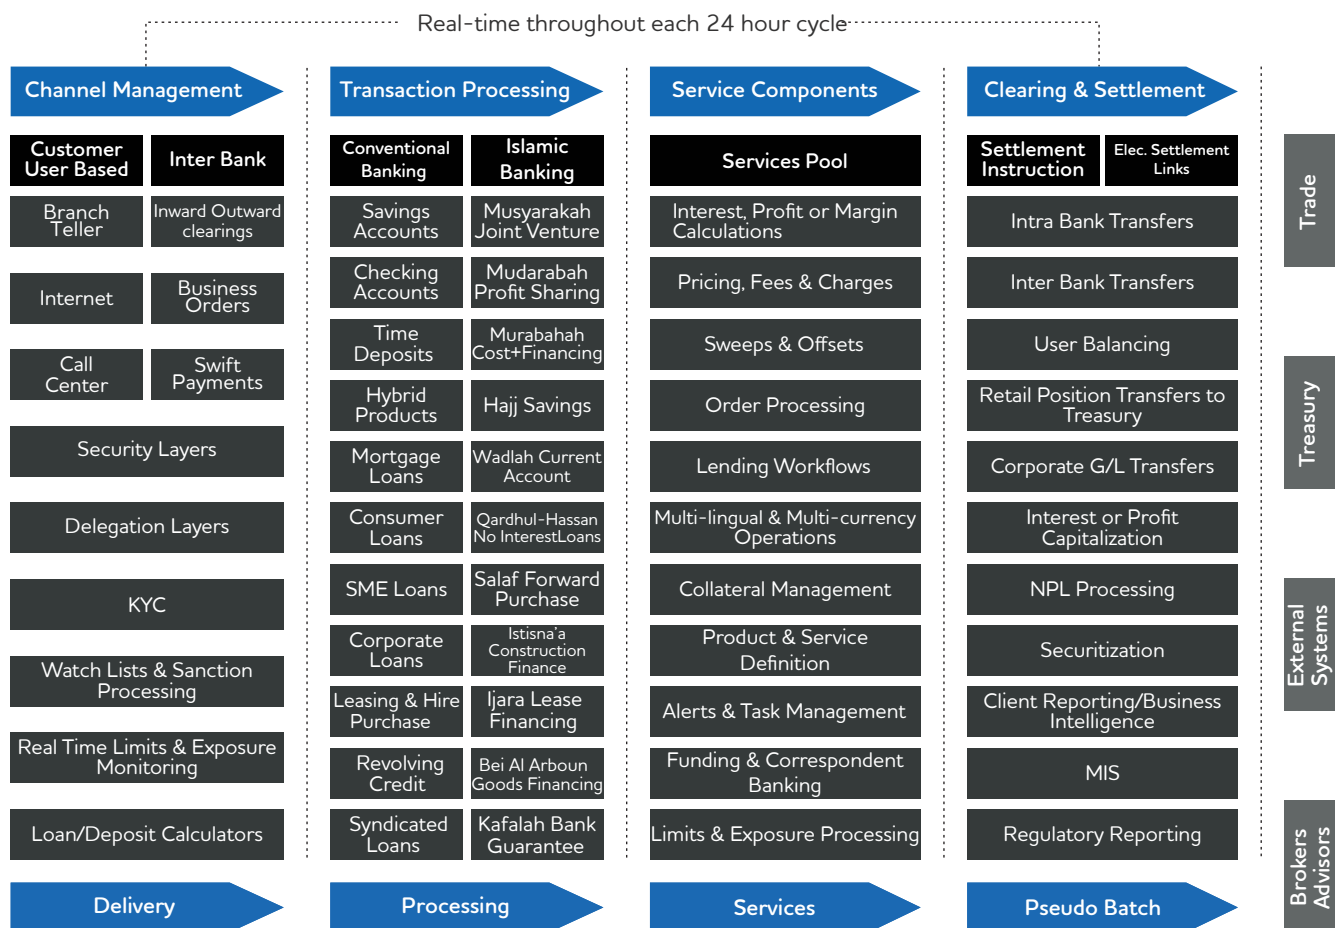 Real-time throughout each 24 hour cycle
Channel Management
Customer
User Based
Inter Bank
Branch
Teller
Inward Outward
clearings
Internet
Business
Orders
Call
Center
Swift
Payments
Security Layers
Delegation Layers
KYC
Watch Lists & Sanction
Processing
Real Time Limits & Exposure
Monitoring
Loan/Deposit Calculators
Delivery
Transaction Processing
Conventional
Banking
Islamic
Banking
Savings
Accounts
Musyarakah
Joint Venture
Checking
Accounts
Mudarabah
Profit Sharing
Time
Deposits
Murabahah
Cost+Financing
Hybrid
Products
Hajj Savings
Mortgage
Loans
Wadlah Current
Account
Consumer
Loans
Qardhul-Hassan
No InterestLoans
SME Loans
Salaf Forward
Purchase
Corporate
Loans
Istisna'a
Construction
Finance
Leasing & Hire
Purchase
Ijara Lease
Financing
Revolving
Credit
Bei Al Arboun
Goods Financing
Syndicated
Loans
Kafalah Bank
Guarantee
Processing
Service Components
Services Pool
Interest, Profit or Margin
Calculations
Pricing, Fees & Charges
Sweeps & Offsets
Order Processing
Lending Workflows
Multi-lingual & Multi-currency
Operations
Collateral Management
Product & Service
Definition
Alerts & Task Management
Funding & Correspondent
Banking
Limits & Exposure Processing
Services
Clearing & Settlement
Settlement
Instruction
Elec. Settlement
Links
Intra Bank Transfers
Inter Bank Transfers
User Balancing
Retail Position Transfers to
Treasury
Corporate G/L Transfers
Interest or Profit
Capitalization
NPL Processing
Securitization
Client Reporting/Business
Intelligence
MIS
Regulatory Reporting
Pseudo Batch
Trade
Treasury
External
Systems
Brokers
Advisors